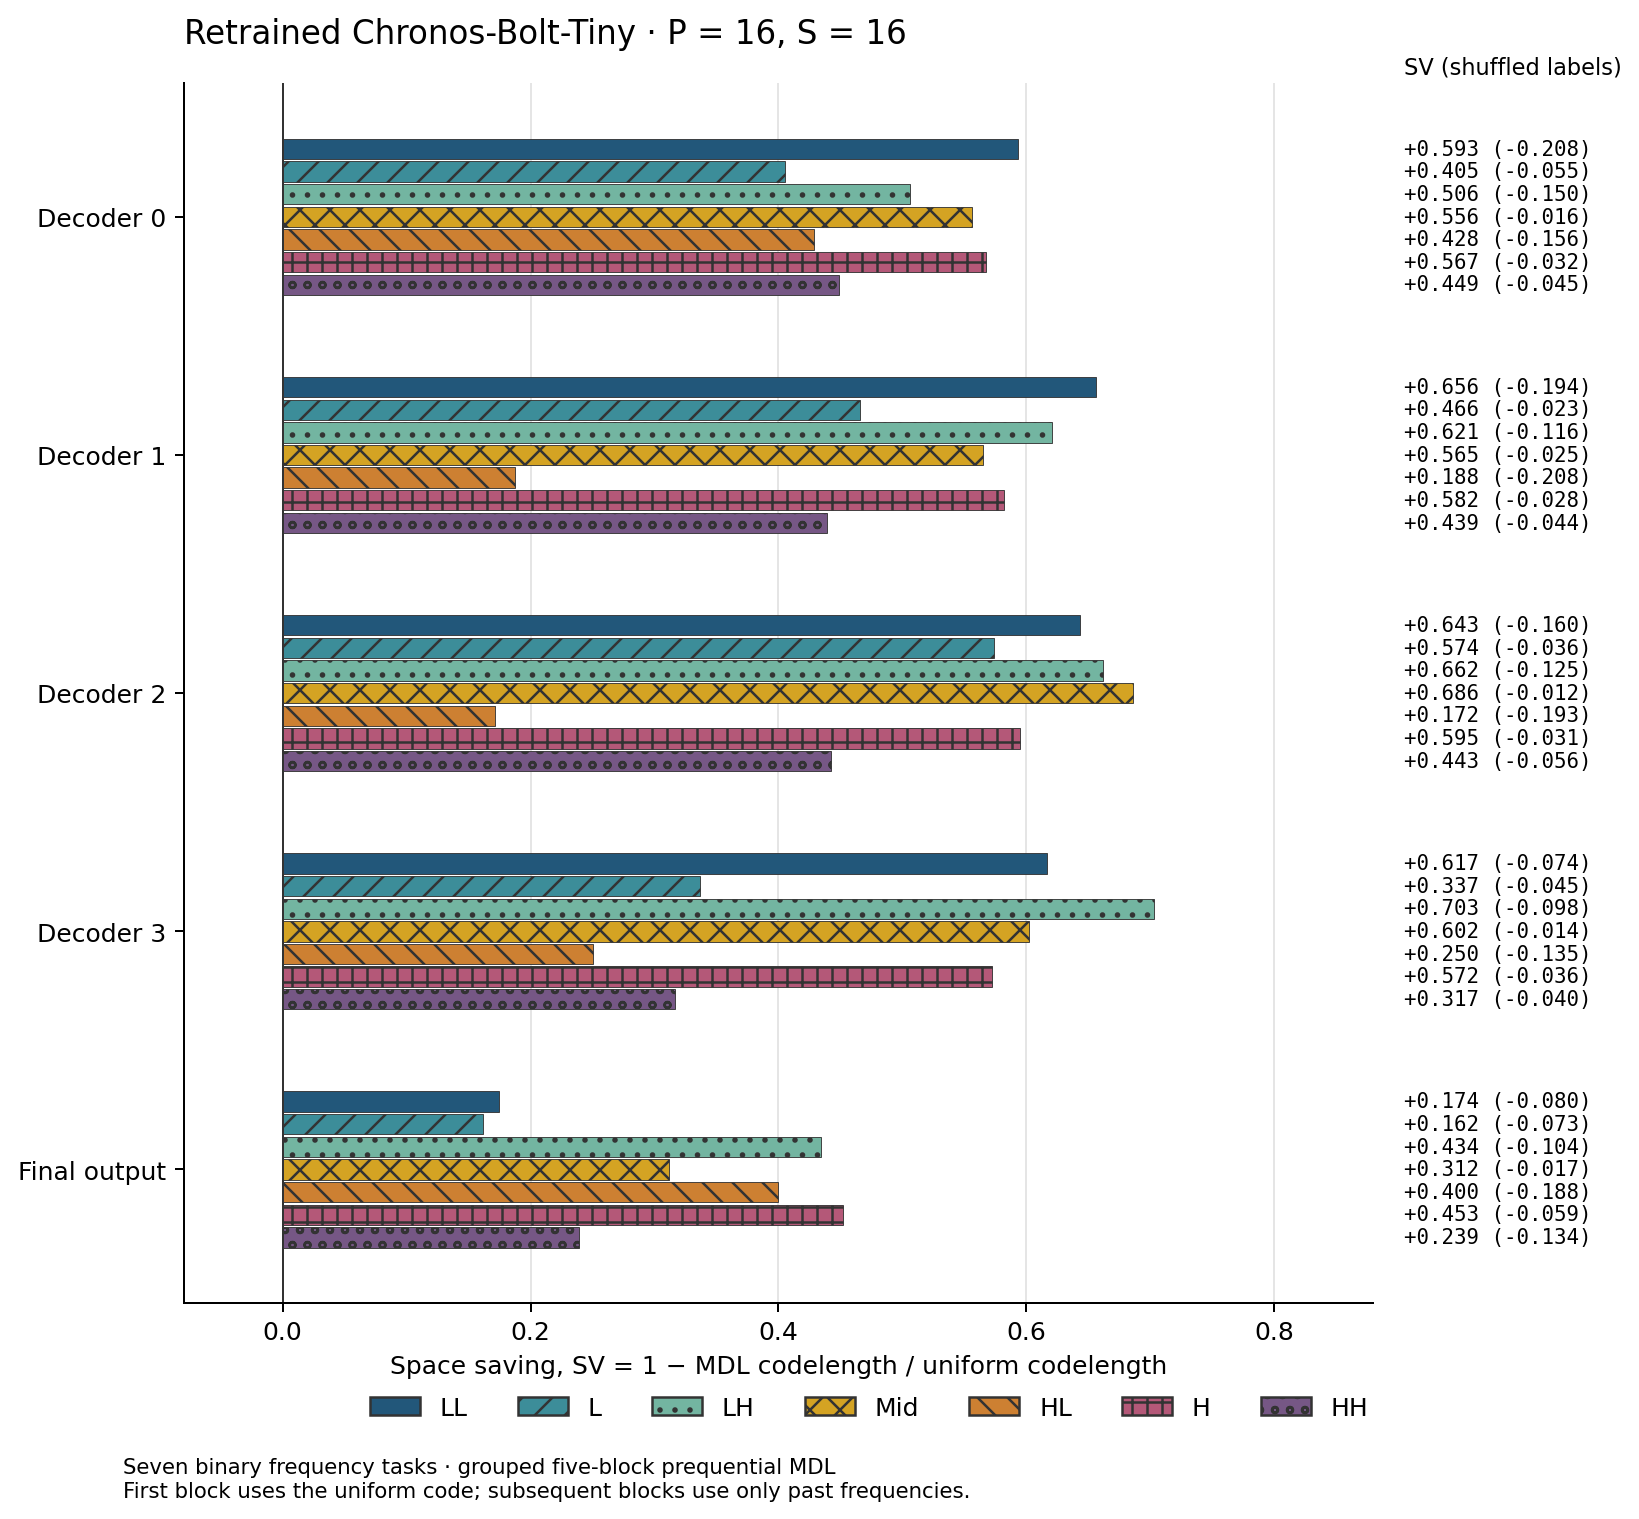 Retrained Chronos-Bolt-Tiny · P = 16, S = 16
SV (shuffled labels)
Decoder 0
+0.593 (-0.208)
+0.405 (-0.055)
+0.506 (-0.150)
+0.556 (-0.016)
+0.428 (-0.156)
+0.567 (-0.032)
+0.449 (-0.045)
Decoder 1
+0.656 (-0.194)
+0.466 (-0.023)
+0.621 (-0.116)
+0.565 (-0.025)
+0.188 (-0.208)
+0.582 (-0.028)
+0.439 (-0.044)
Decoder 2
+0.643 (-0.160)
+0.574 (-0.036)
+0.662 (-0.125)
+0.686 (-0.012)
+0.172 (-0.193)
+0.595 (-0.031)
+0.443 (-0.056)
Decoder 3
+0.617 (-0.074)
+0.337 (-0.045)
+0.703 (-0.098)
+0.602 (-0.014)
+0.250 (-0.135)
+0.572 (-0.036)
+0.317 (-0.040)
Final output
+0.174 (-0.080)
+0.162 (-0.073)
+0.434 (-0.104)
+0.312 (-0.017)
+0.400 (-0.188)
+0.453 (-0.059)
+0.239 (-0.134)
0.0 0.2 0.4 0.6 0.8
Space saving, SV = 1 − MDL codelength / uniform codelength
LL L LH Mid HL H HH
Seven binary frequency tasks · grouped five-block prequential MDL
First block uses the uniform code; subsequent blocks use only past frequencies.